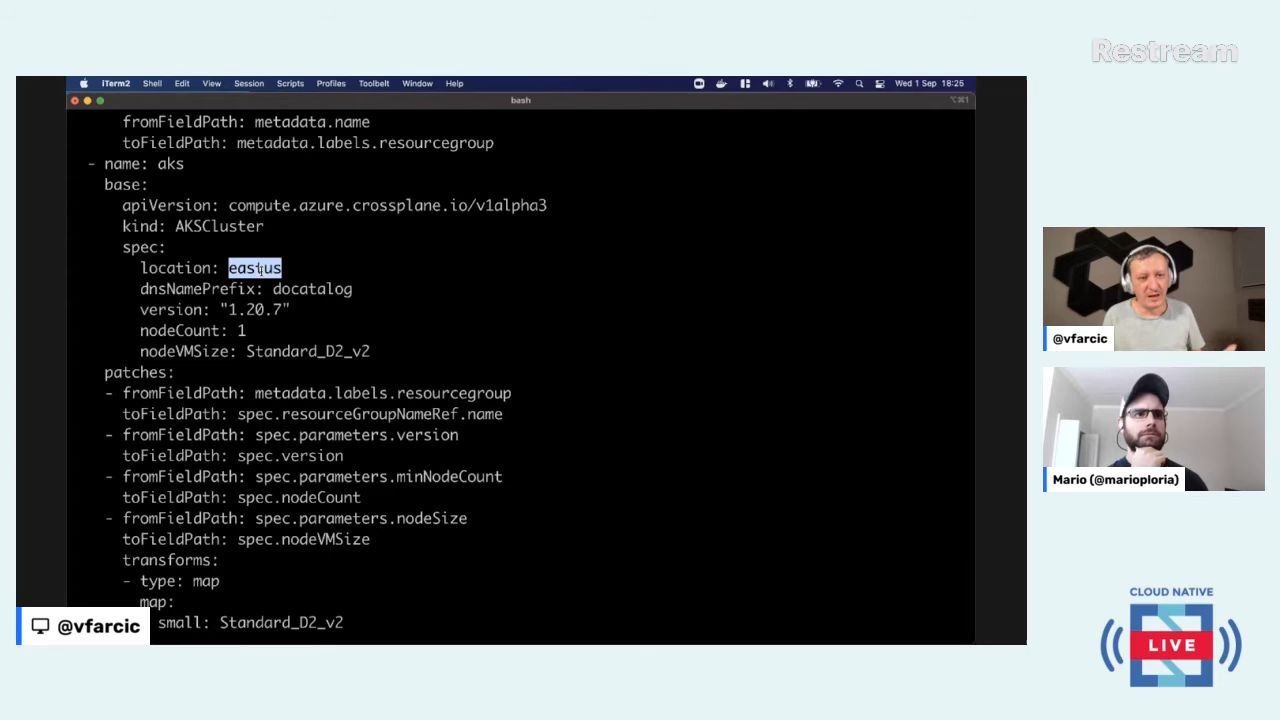 Restream
iTerm2 Shell Edit View Session Scripts Profiles Toolbelt Window Help Wed 1 Sep 18:25
bash ⌥⌘1
fromFieldPath: metadata.name
toFieldPath: metadata.labels.resourcegroup
- name: aks
base:
apiVersion: compute.azure.crossplane.io/v1alpha3
kind: AKSCluster
spec:
location: eastus
dnsNamePrefix: docatalog
version: "1.20.7"
nodeCount: 1
nodeVMSize: Standard_D2_v2
patches:
- fromFieldPath: metadata.labels.resourcegroup
toFieldPath: spec.resourceGroupNameRef.name
- fromFieldPath: spec.parameters.version
toFieldPath: spec.version
- fromFieldPath: spec.parameters.minNodeCount
toFieldPath: spec.nodeCount
- fromFieldPath: spec.parameters.nodeSize
toFieldPath: spec.nodeVMSize
transforms:
- type: map
map:
small: Standard_D2_v2
@vfarcic
@vfarcic
Mario (@marioploria)
CLOUD NATIVE
LIVE